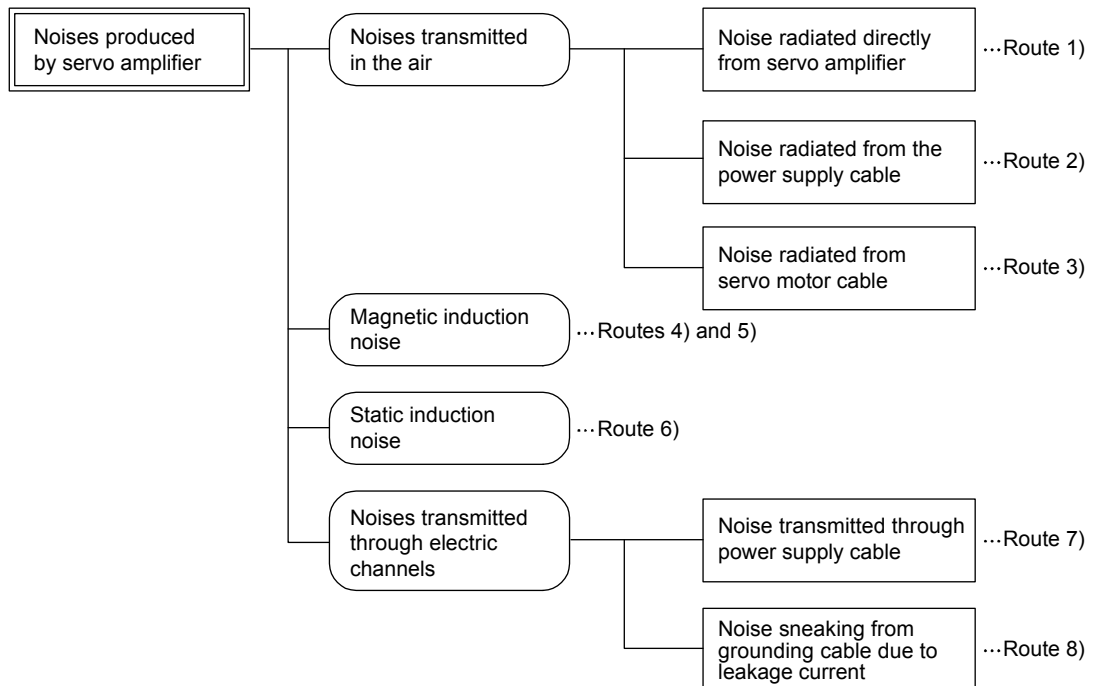 Noises produced
by servo amplifier
Noises transmitted
in the air
Noise radiated directly
from servo amplifier
···Route 1)
Noise radiated from the
power supply cable
···Route 2)
Noise radiated from
servo motor cable
···Route 3)
Magnetic induction
noise
···Routes 4) and 5)
Static induction
noise
···Route 6)
Noises transmitted
through electric
channels
Noise transmitted through
power supply cable
···Route 7)
Noise sneaking from
grounding cable due to
leakage current
···Route 8)